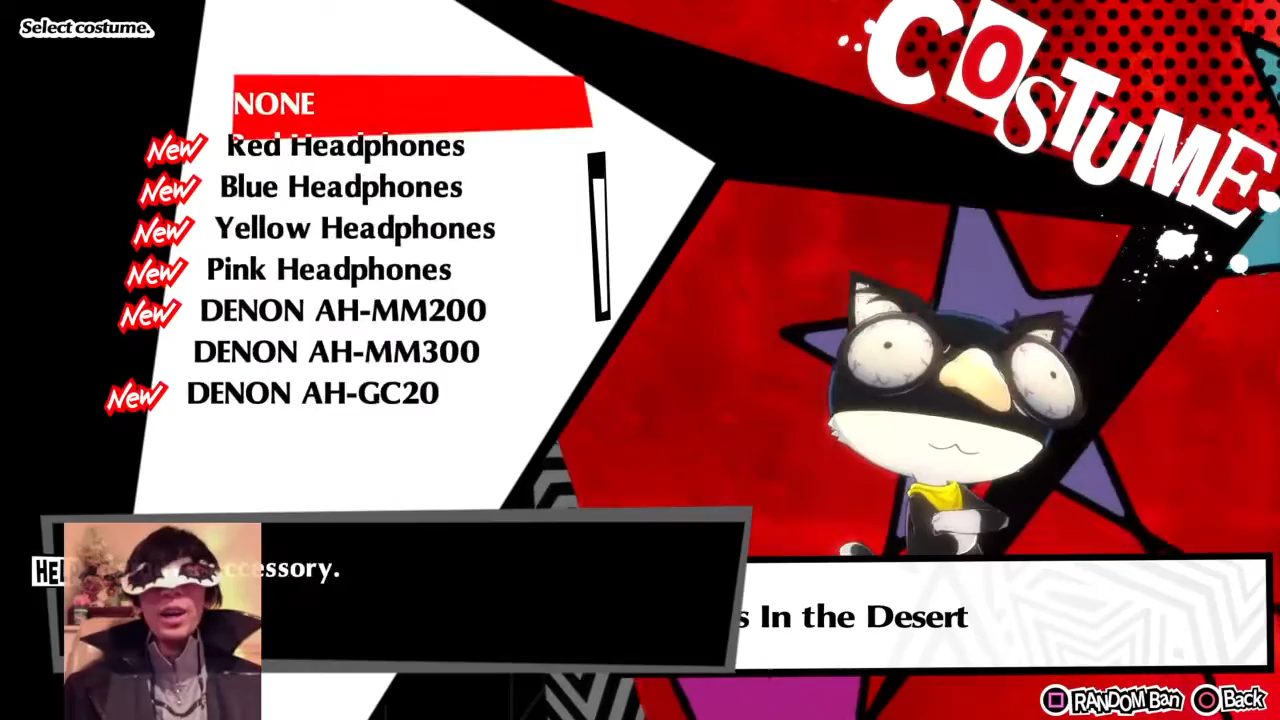 Select costume.
COSTUME
NONE
New Red Headphones
New Blue Headphones
New Yellow Headphones
New Pink Headphones
New DENON AH-MM200
DENON AH-MM300
New DENON AH-GC20
ccessory.
s In the Desert
RANDOM Ban
Back